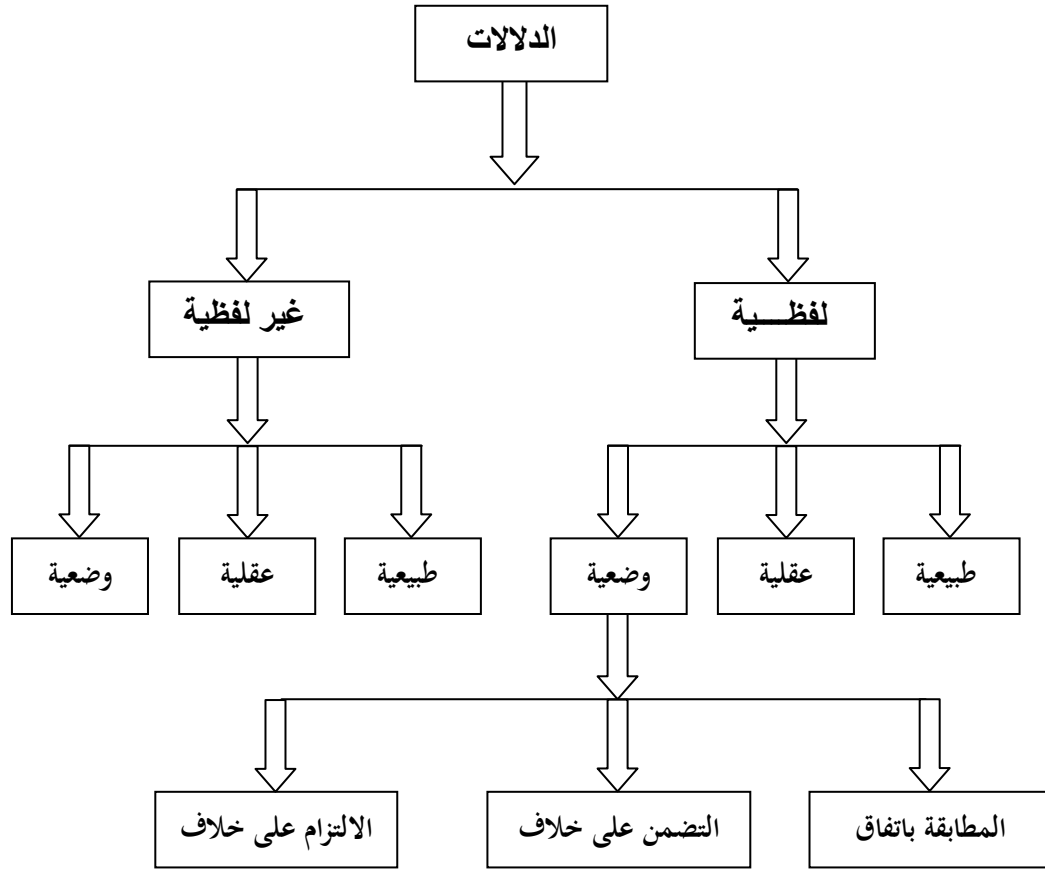 الدلالات
لفظـــية
غير لفظية
طبيعية
عقلية
وضعية
طبيعية
عقلية
وضعية
المطابقة باتفاق
التضمن على خلاف
الالتزام على خلاف